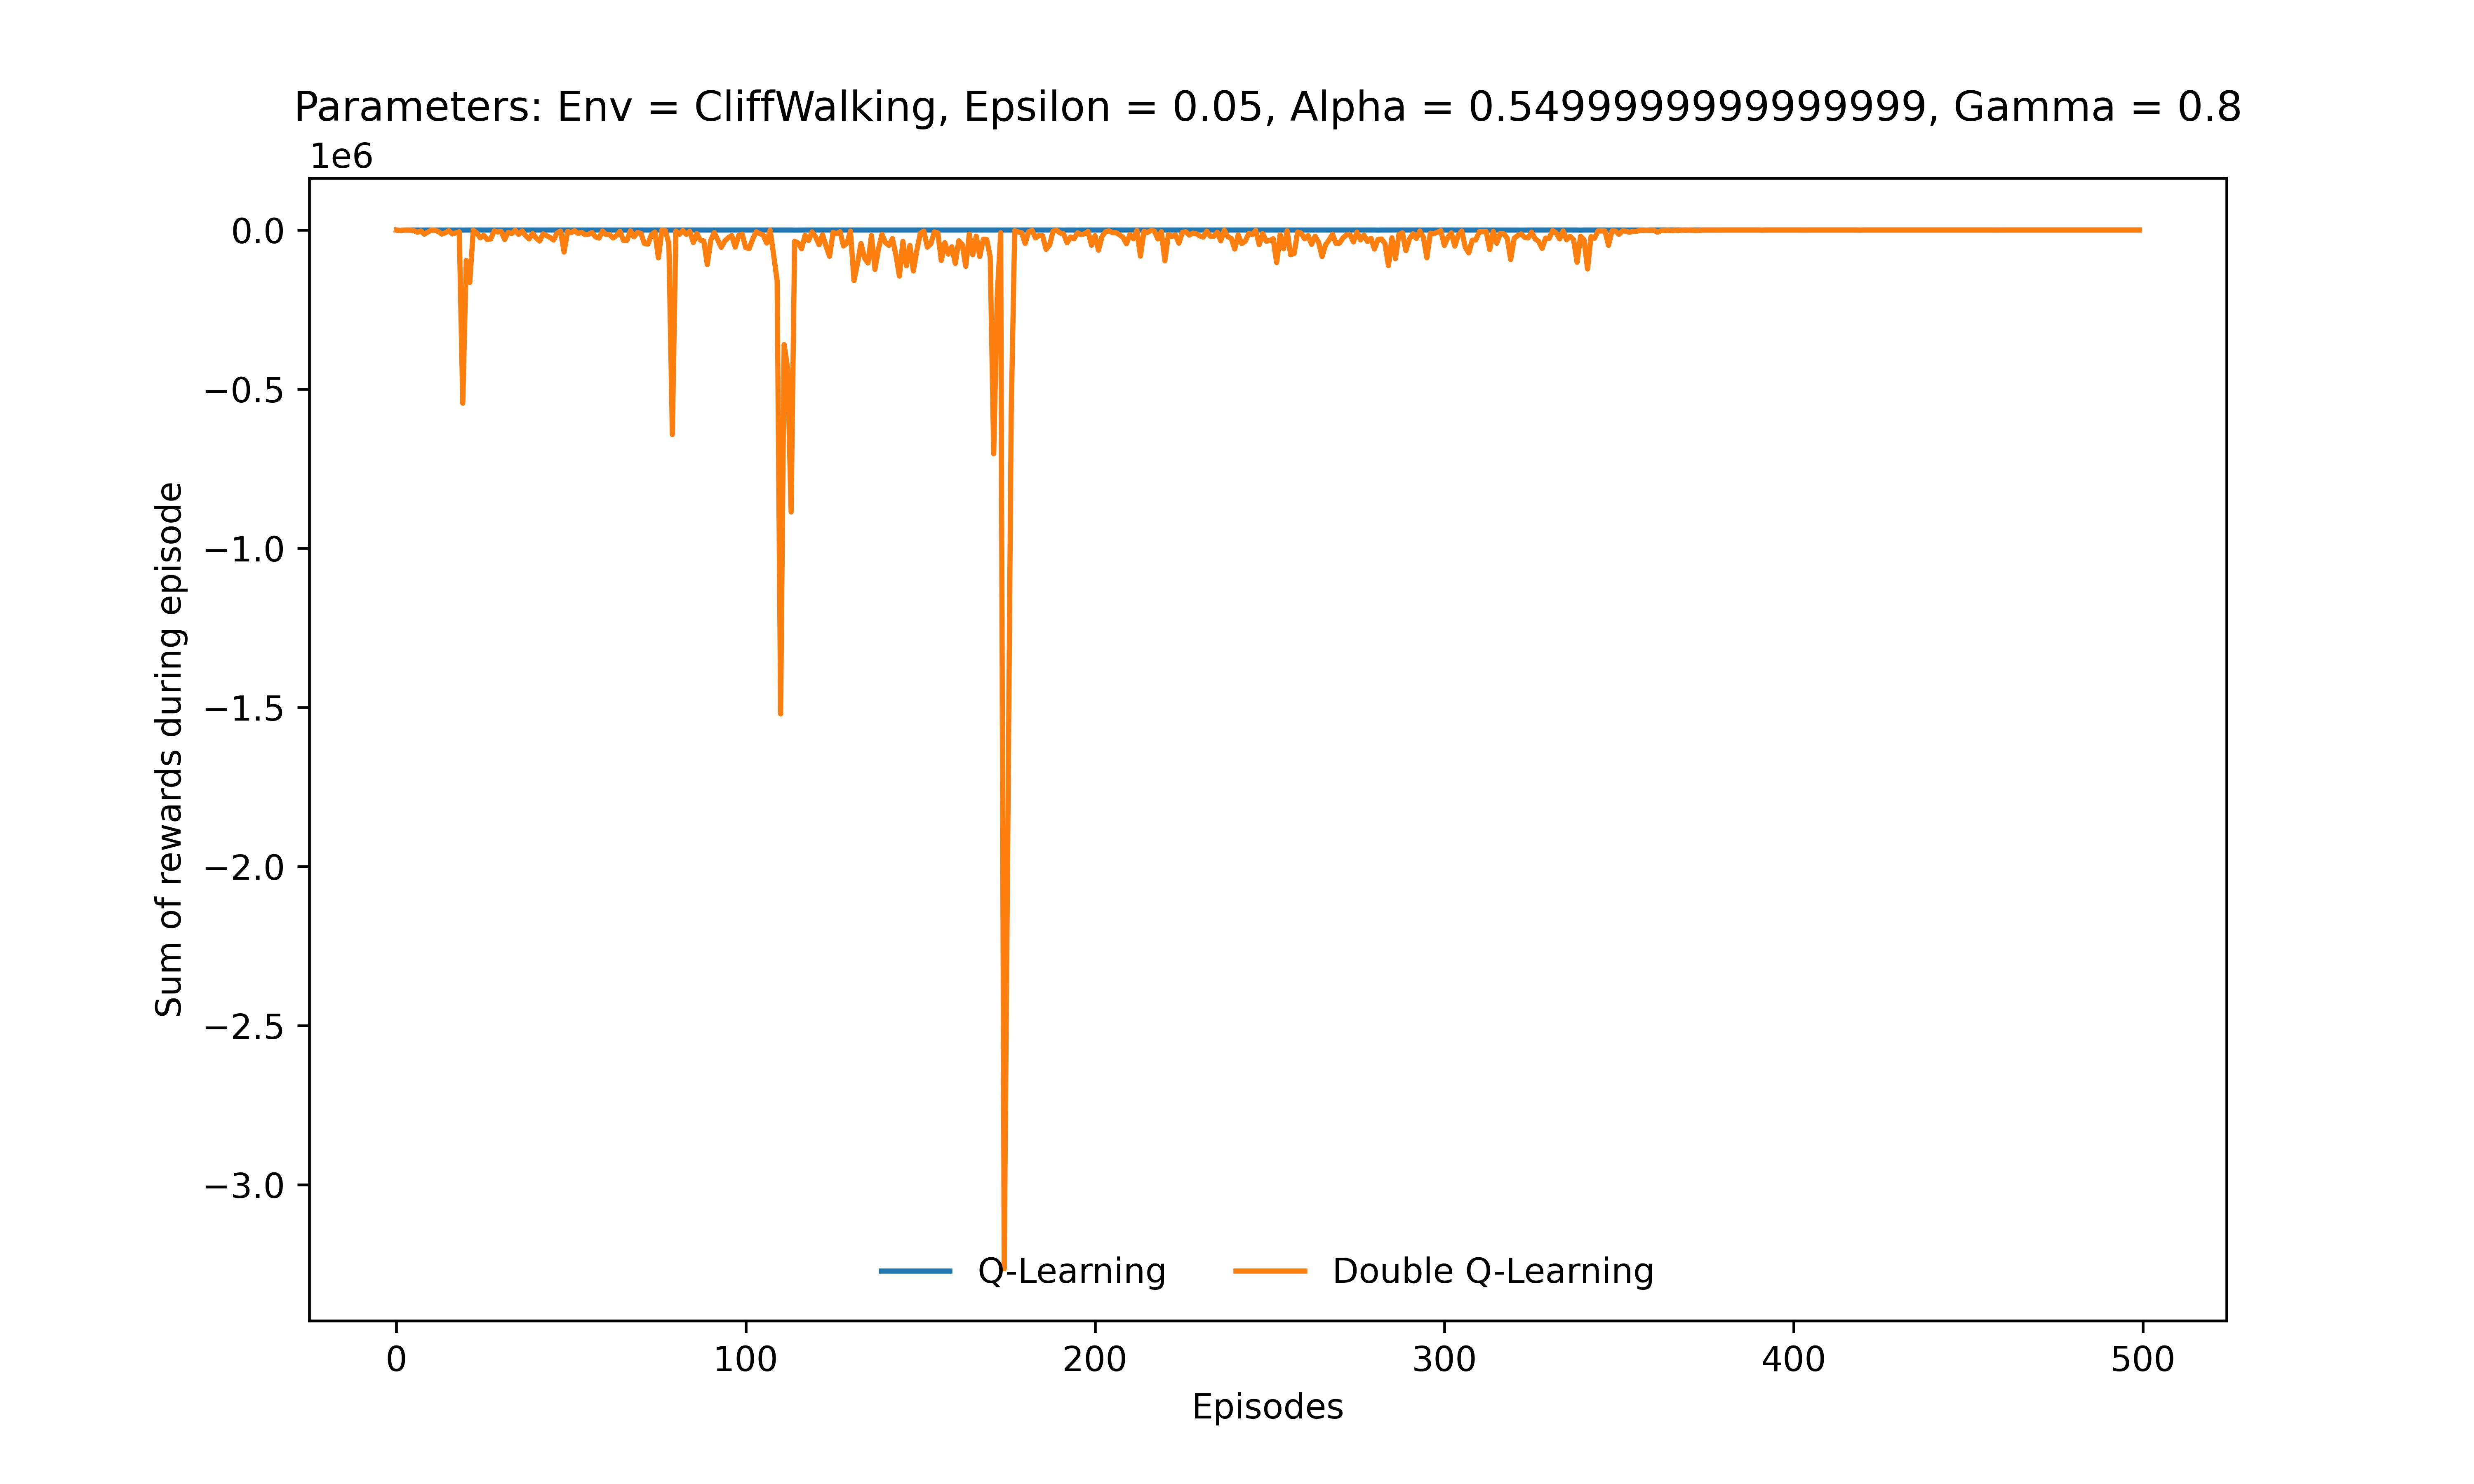 Parameters: Env = CliffWalking, Epsilon = 0.05, Alpha = 0.5499999999999999, Gamma = 0.8
1e6
0.0
−0.5
−1.0
−1.5
−2.0
−2.5
−3.0
Sum of rewards during episode
Q-Learning Double Q-Learning
0 100 200 300 400 500
Episodes